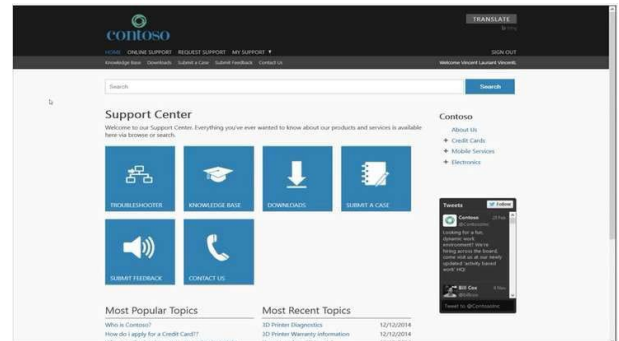 contoso
TRANSLATE
HOME ONLINE SUPPORT REQUEST SUPPORT MY SUPPORT
SIGN OUT
Knowledge Base Downloads Submit a Case Submit Feedback Contact Us
Welcome Vincent Lauriant
Search
Search
Support Center
Welcome to our Support Center. Everything you've ever wanted to know about our products and services is available
here via browse or search.
TROUBLESHOOTER
KNOWLEDGE BASE
DOWNLOADS
SUBMIT A CASE
SUBMIT FEEDBACK
CONTACT US
Contoso
About Us
Credit Cards
Mobile Services
Electronics
Tweets
Follow
Contoso
Looking for a fun,
dynamic work
environment? We're
hiring across the board,
come visit us at our newly
updated 'activity based
work' HQ!
Bill Cox
4 Nov
Tweet to @ContosoInc
Most Popular Topics
Who is Contoso?
How do i apply for a Credit Card??
Most Recent Topics
3D Printer Diagnostics 12/12/2014
3D Printer Warranty information 12/12/2014